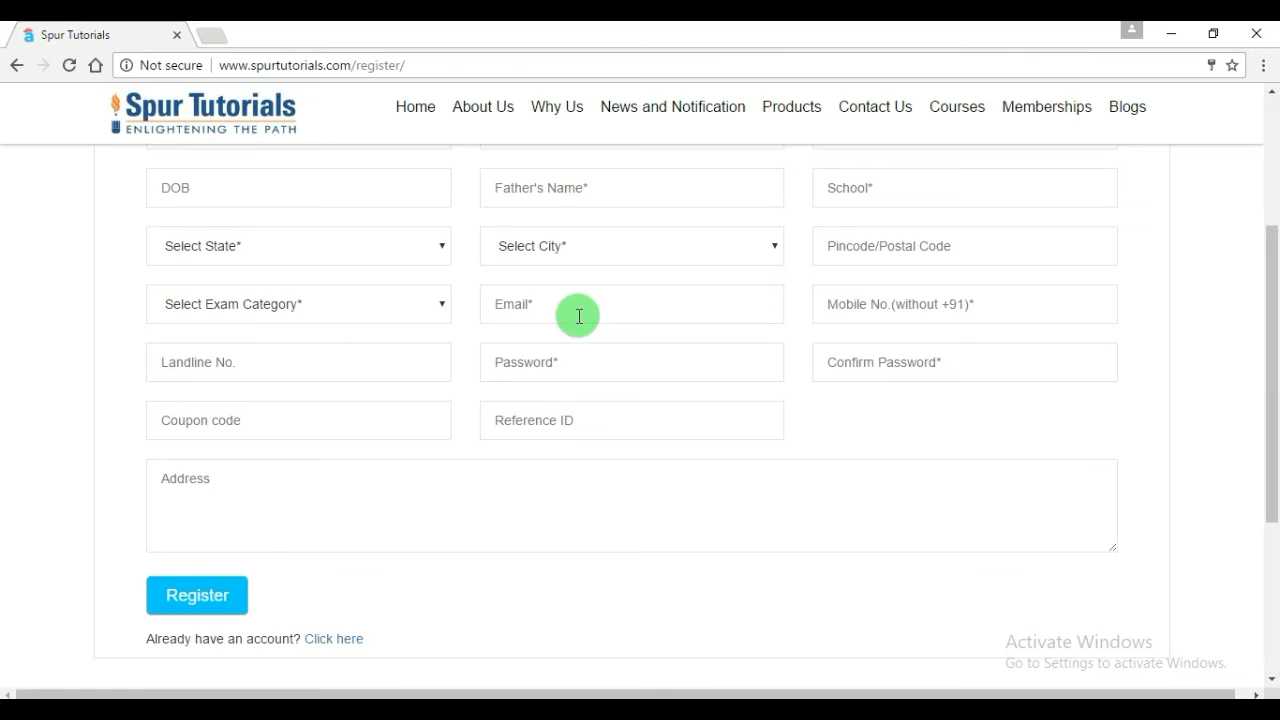 Spur Tutorials
Not secure
www.spurtutorials.com/register/
Spur Tutorials
ENLIGHTENING THE PATH
Home About Us Why Us News and Notification Products Contact Us Courses Memberships Blogs
DOB Father's Name* School*
Select State* Select City* Pincode/Postal Code
Select Exam Category* Email* Mobile No.(without +91)*
Landline No. Password* Confirm Password*
Coupon code Reference ID
Address
Register
Already have an account? Click here
Activate Windows
Go to Settings to activate Windows.